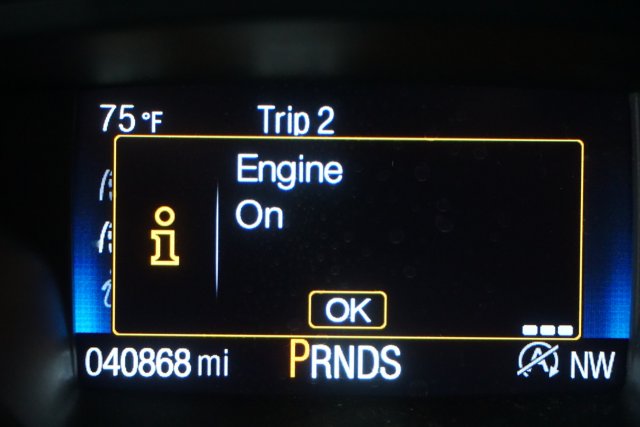 75 °F
Trip 2
Engine
On
OK
040868 mi
PRNDS
A
NW